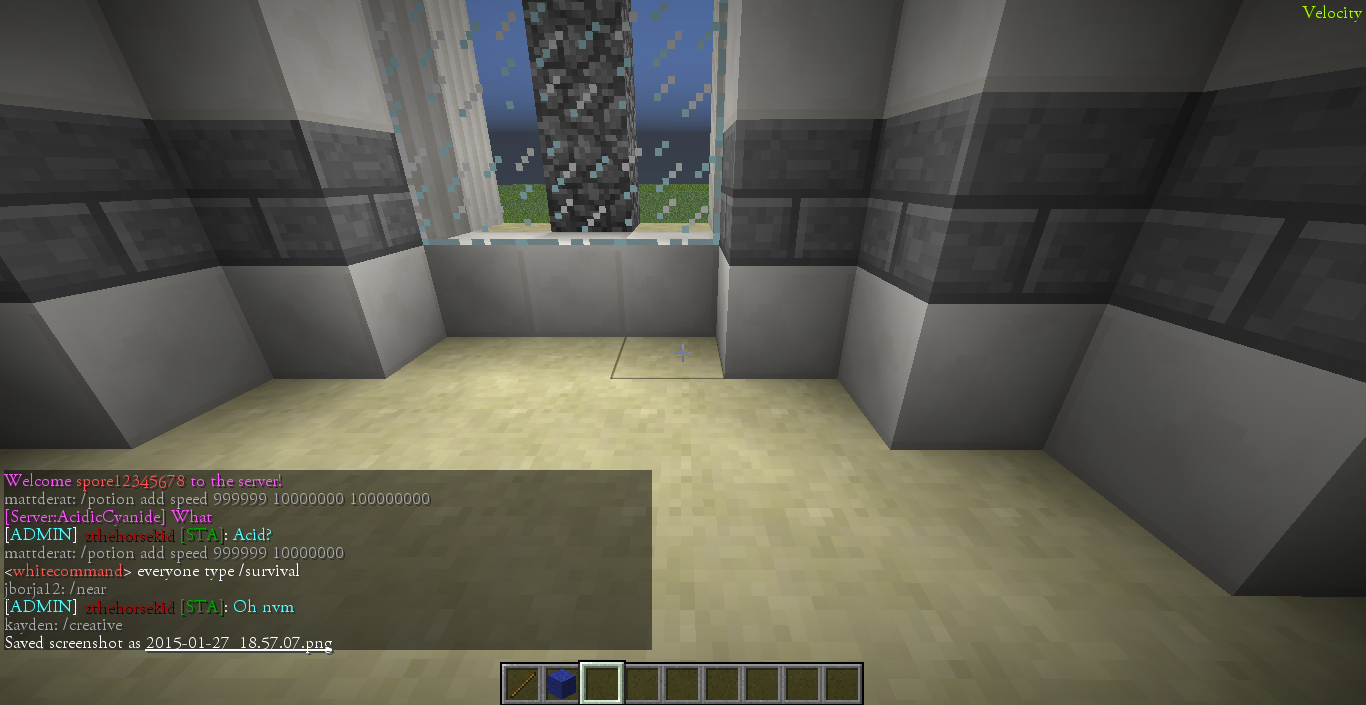 Velocity
Welcome spore12345678 to the server!
mattderat: /potion add speed 999999 10000000 100000000
[Server:AcidicCyanide] What
[ADMIN] zthehorsekid [STA]: Acid?
mattderat: /potion add speed 999999 10000000
<whitecommand> everyone type /survival
jborja12: /near
[ADMIN] zthehorsekid [STA]: Oh nvm
kayden: /creative
Saved screenshot as 2015-01-27_18.57.07.png